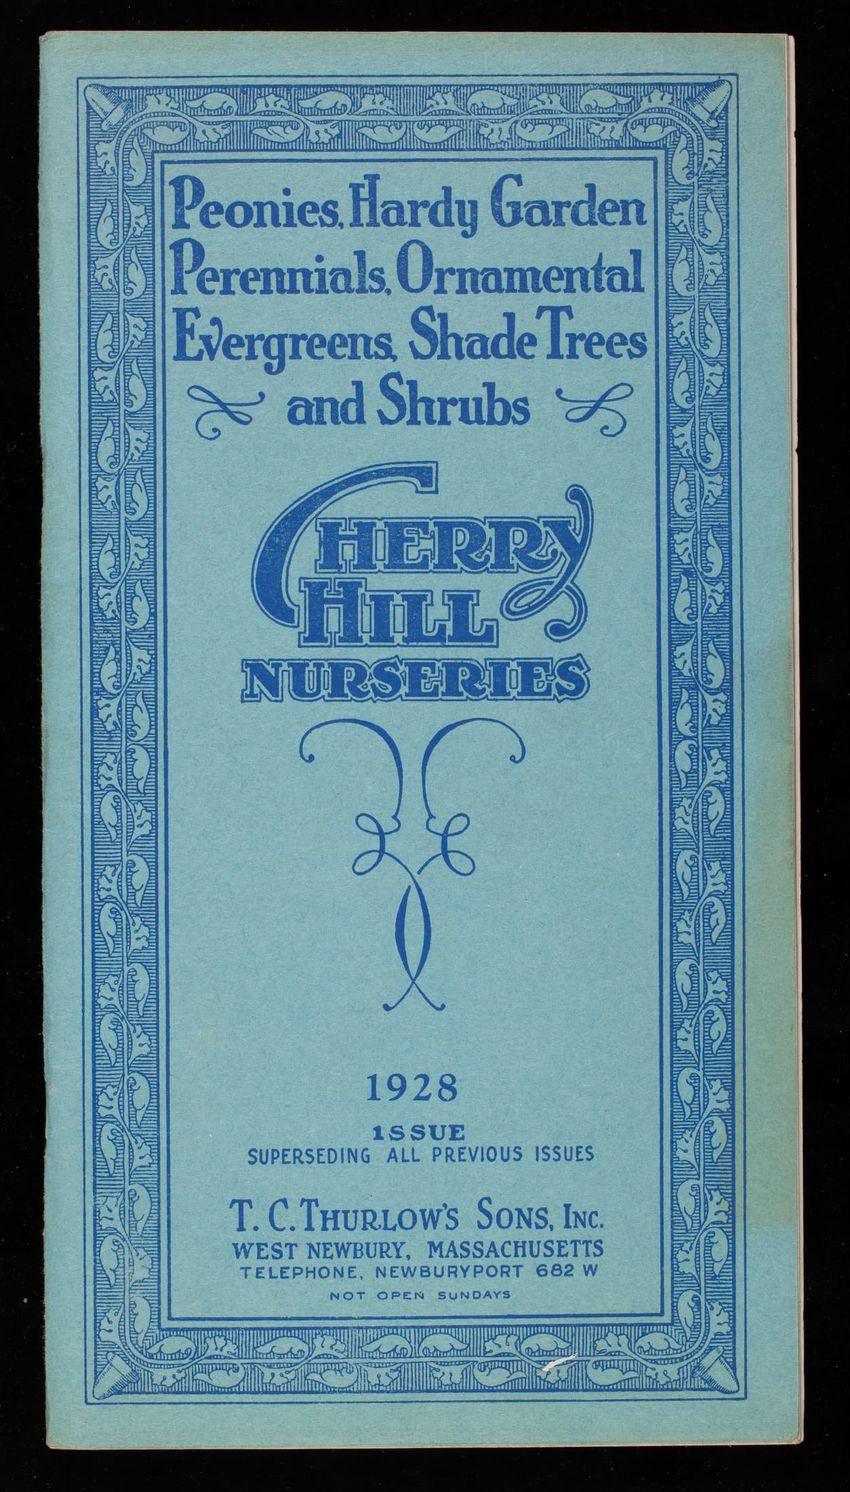 Peonies, Hardy Garden
Perennials, Ornamental
Evergreens, Shade Trees
and Shrubs
CHERRY
HILL
NURSERIES
1928
ISSUE
SUPERSEDING ALL PREVIOUS ISSUES
T. C. THURLOW'S SONS, INC.
WEST NEWBURY, MASSACHUSETTS
TELEPHONE, NEWBURYPORT 682 W
NOT OPEN SUNDAYS